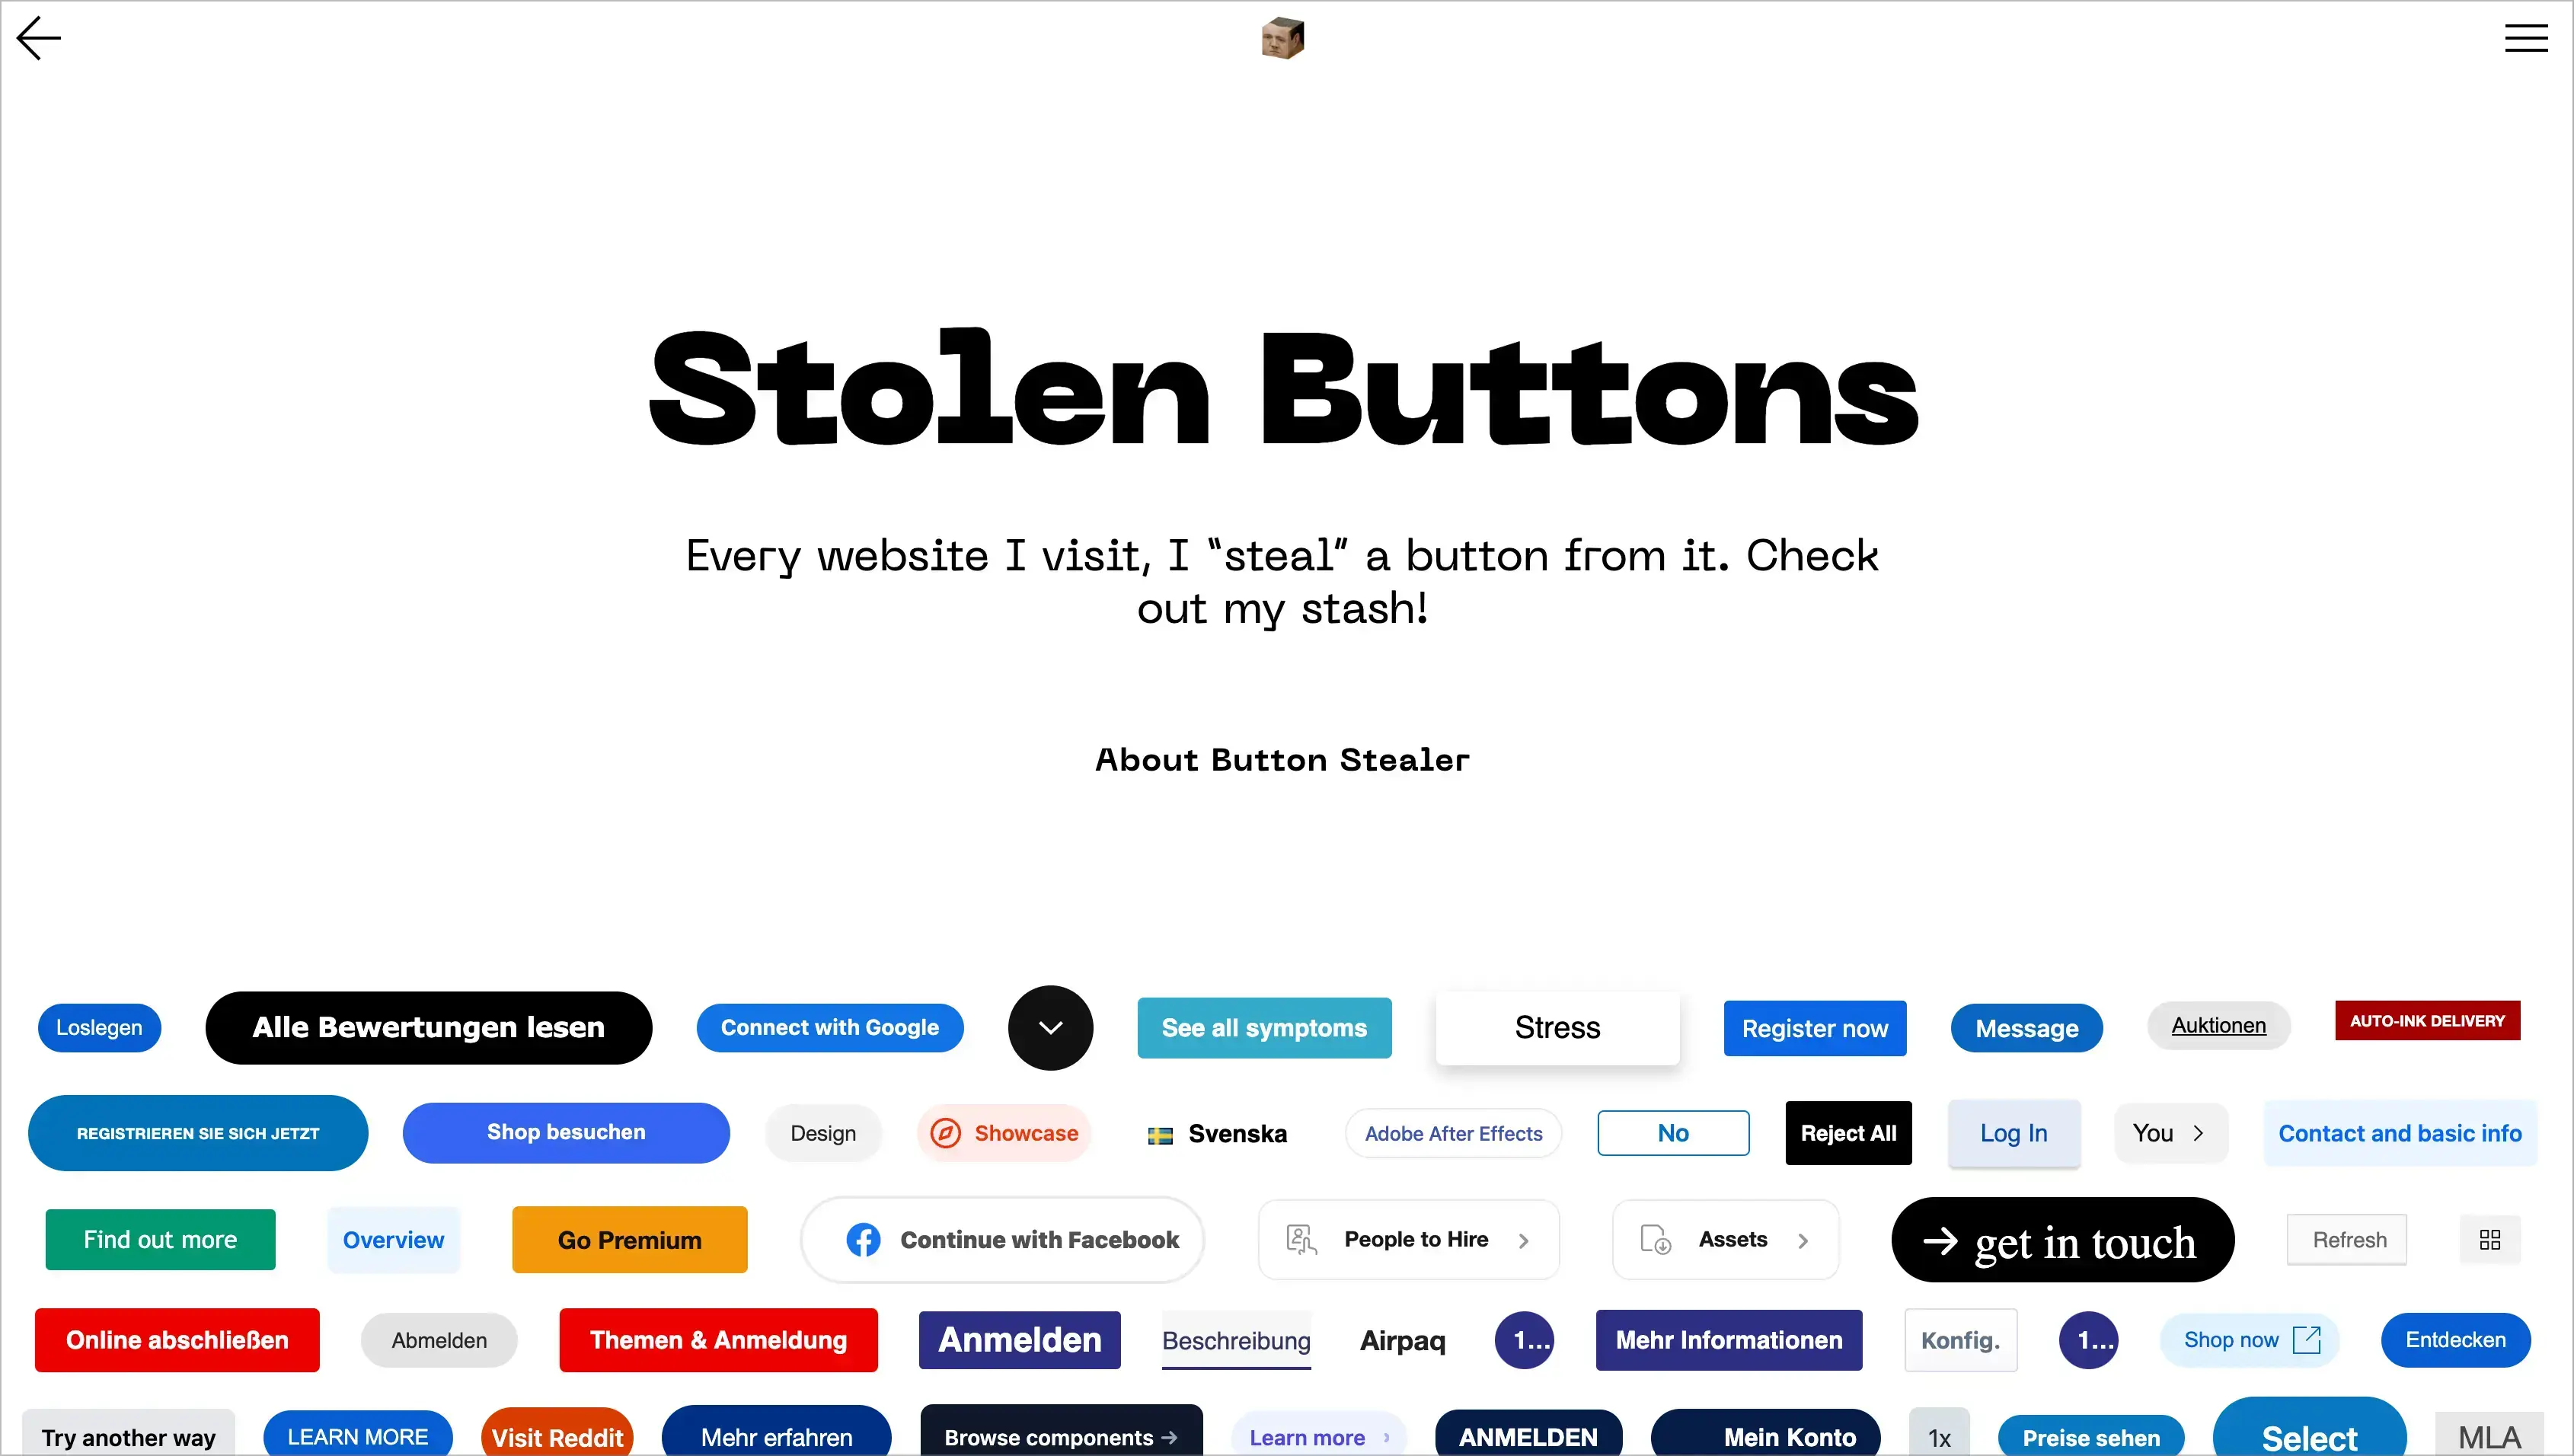 Stolen Buttons
Every website I visit, I “steal” a button from it. Check
out my stash!
About Button Stealer
Loslegen Alle Bewertungen lesen Connect with Google See all symptoms Stress Register now Message Auktionen AUTO-INK DELIVERY
REGISTRIEREN SIE SICH JETZT Shop besuchen Design Showcase Svenska Adobe After Effects No Reject All Log In You Contact and basic info
Find out more Overview Go Premium Continue with Facebook People to Hire Assets → get in touch Refresh
Online abschließen Abmelden Themen & Anmeldung Anmelden Beschreibung Airpaq 1... Mehr Informationen Konfig. 1... Shop now Entdecken
Try another way LEARN MORE Visit Reddit Mehr erfahren Browse components → Learn more ANMELDEN Mein Konto 1x Preise sehen Select MLA